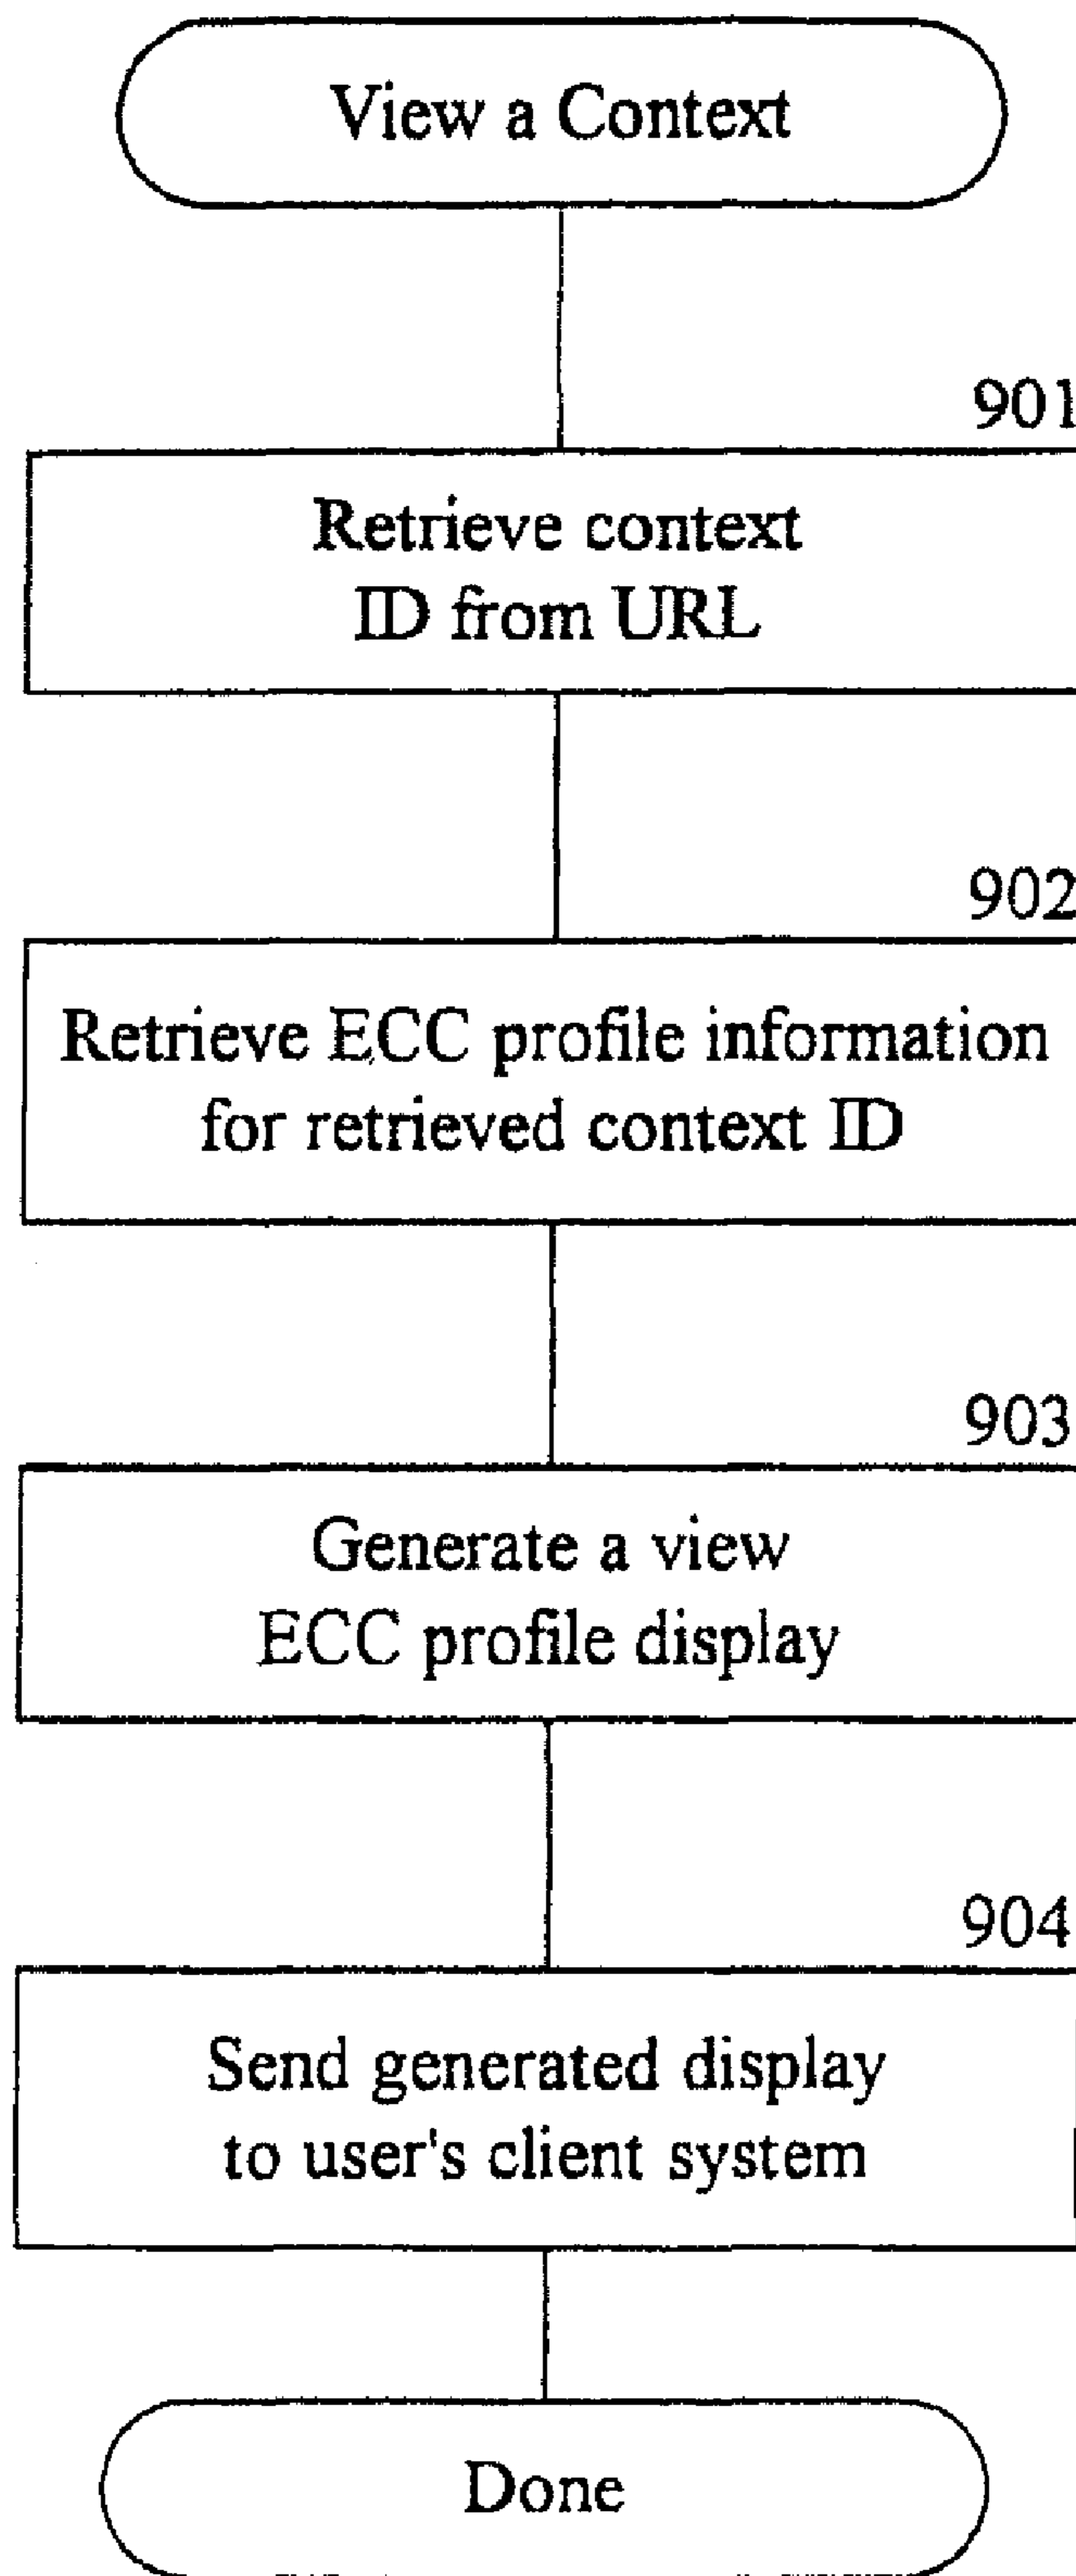 View a Context
901
Retrieve context
ID from URL
902
Retrieve ECC profile information
for retrieved context ID
903
Generate a view
ECC profile display
904
Send generated display
to user's client system
Done